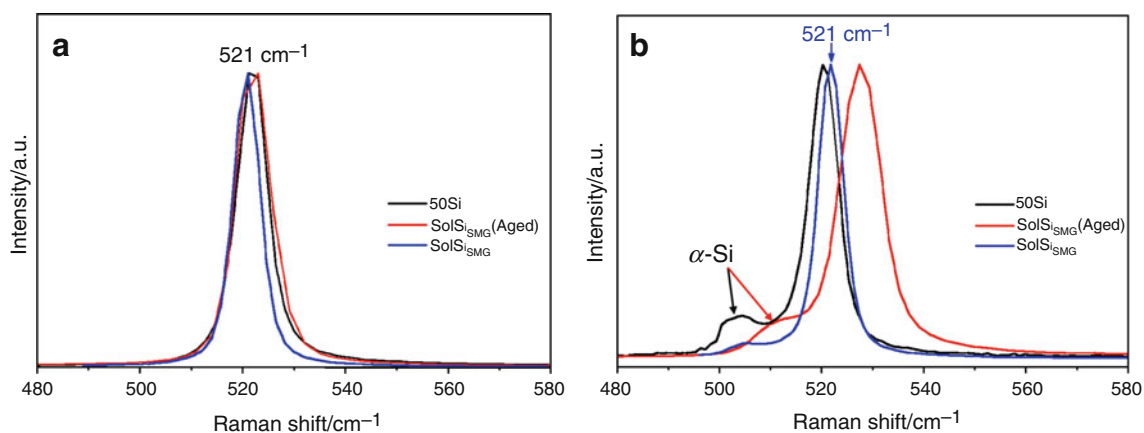 a
521 cm⁻¹
Intensity/a.u.
50Si
SolSiSMG(Aged)
SolSiSMG
480 500 520 540 560 580
Raman shift/cm⁻¹
b
521 cm⁻¹
Intensity/a.u.
50Si
SolSiSMG(Aged)
SolSiSMG
α-Si
480 500 520 540 560 580
Raman shift/cm⁻¹